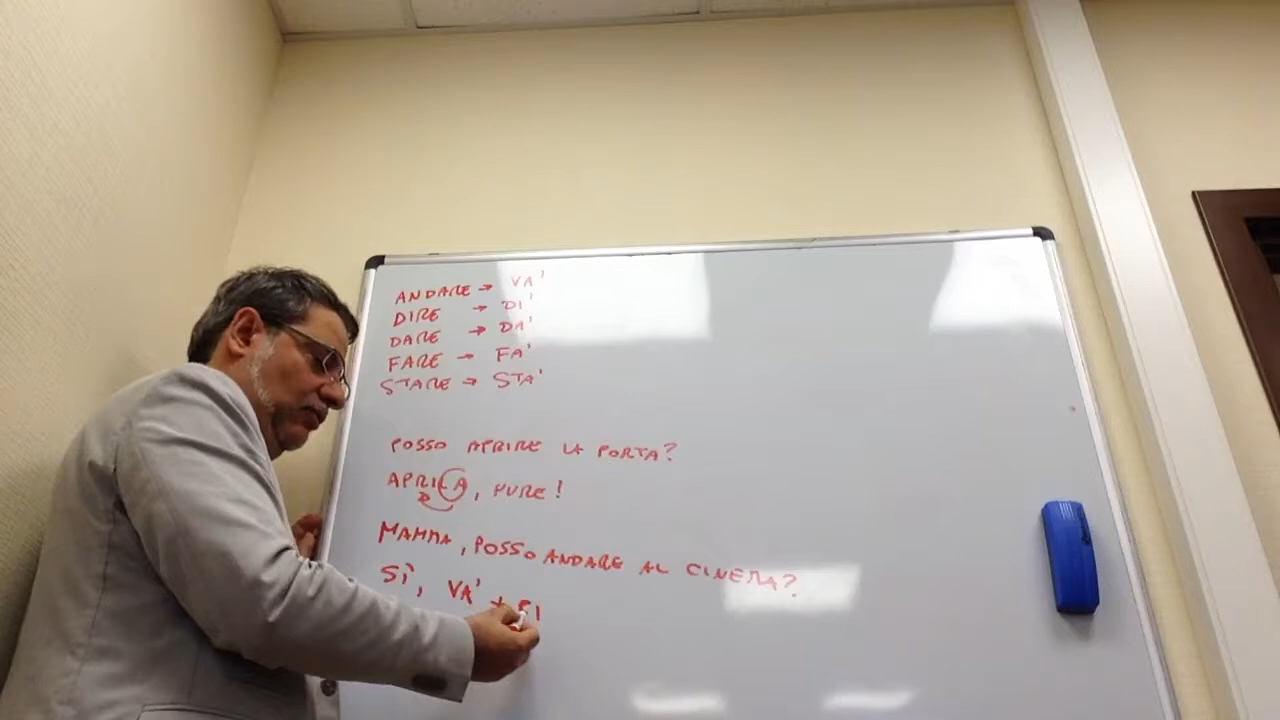 ANDARE → VA'
DIRE → DI'
DARE → DA'
FARE → FA'
STARE → STA'
POSSO APRIRE LA PORTA?
APRILA, PURE!
MAMMA, POSSO ANDARE AL CINEMA?
SÌ, VA' +